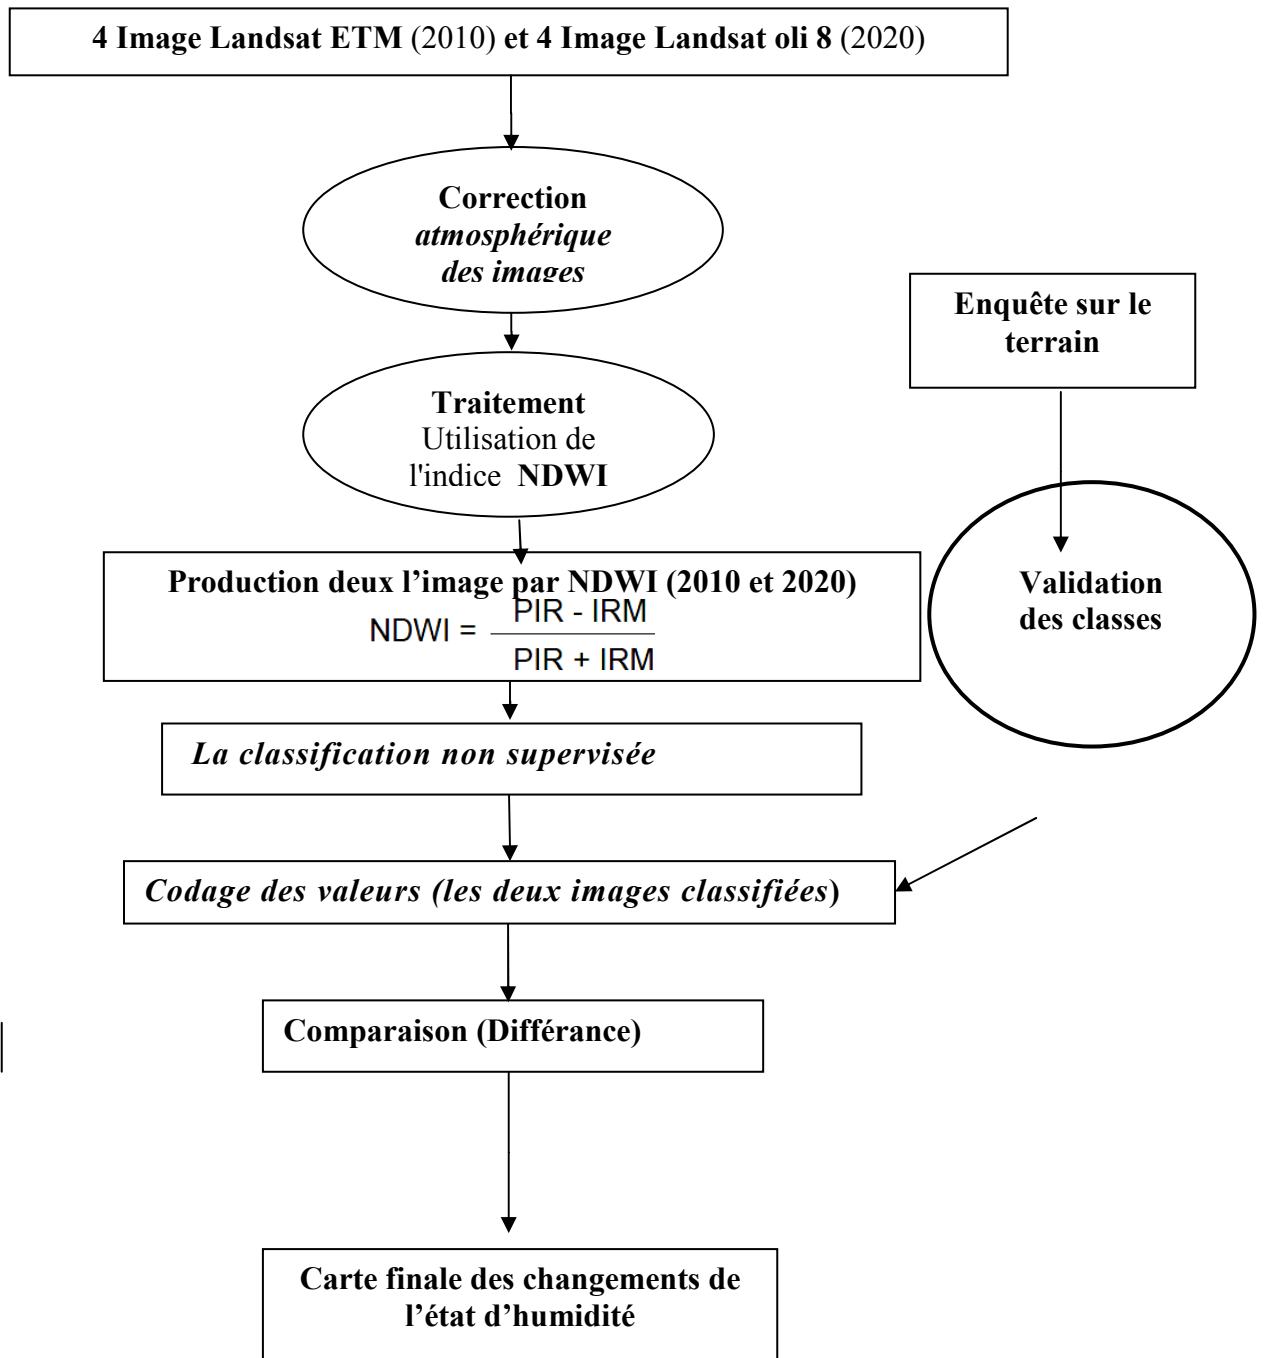 4 Image Landsat ETM (2010) et 4 Image Landsat oli 8 (2020)
Correction
atmosphérique
des images
Enquête sur le
terrain
Traitement
Utilisation de
l'indice NDWI
Production deux l’image par NDWI (2010 et 2020)
NDWI = PIR - IRM
PIR + IRM
Validation
des classes
La classification non supervisée
Codage des valeurs (les deux images classifiées)
Comparaison (Différance)
Carte finale des changements de
l’état d’humidité